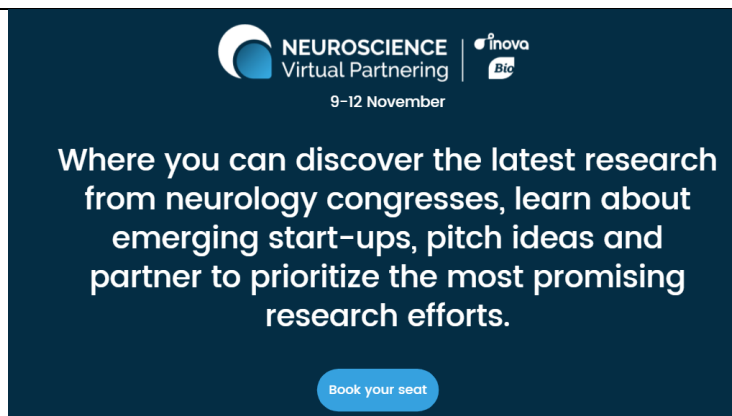 NEUROSCIENCE
Virtual Partnering
inova
Bio
9-12 November
Where you can discover the latest research
from neurology congresses, learn about
emerging start-ups, pitch ideas and
partner to prioritize the most promising
research efforts.
Book your seat